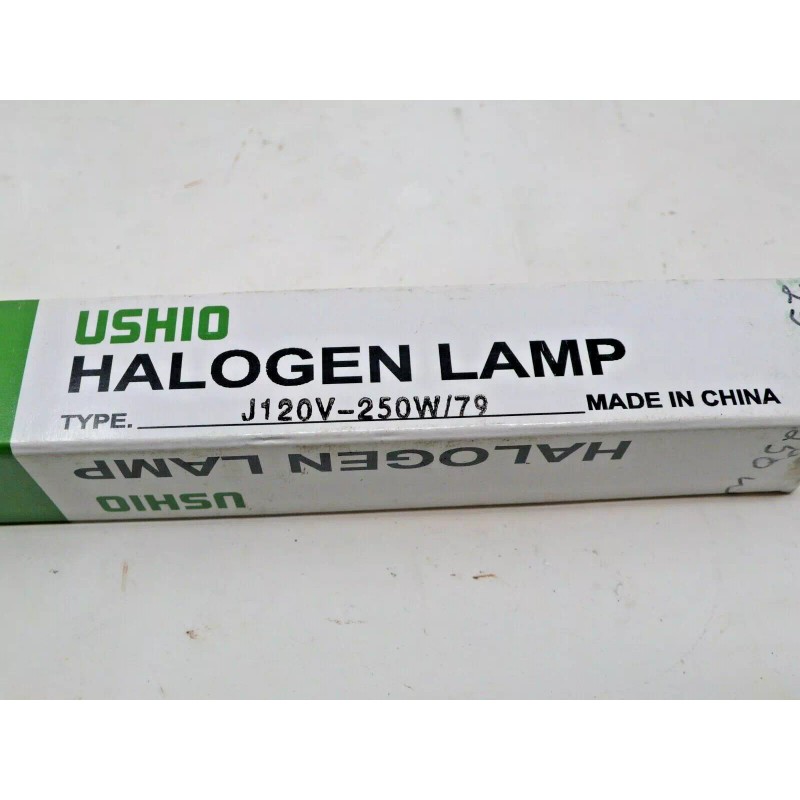 USHIO
HALOGEN LAMP
TYPE. J120V-250W/79 MADE IN CHINA
HALOGEN LAMP
USHIO